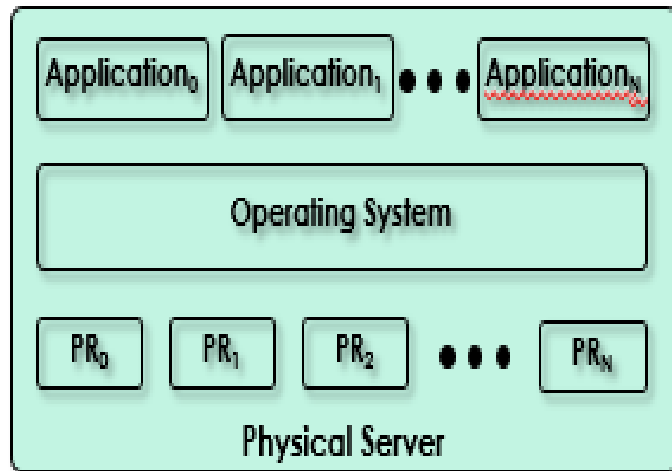 Application₀ Application₁ ••• Applicationₙ
Operating System
PR₀ PR₁ PR₂ ••• PRₙ
Physical Server